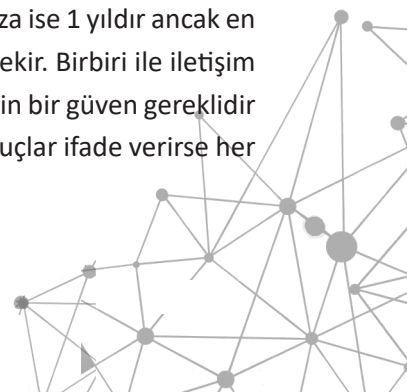 za ise 1 yıldır ancak en
ekir. Birbiri ile iletişim
in bir güven gereklidir
uçlar ifade verirse her